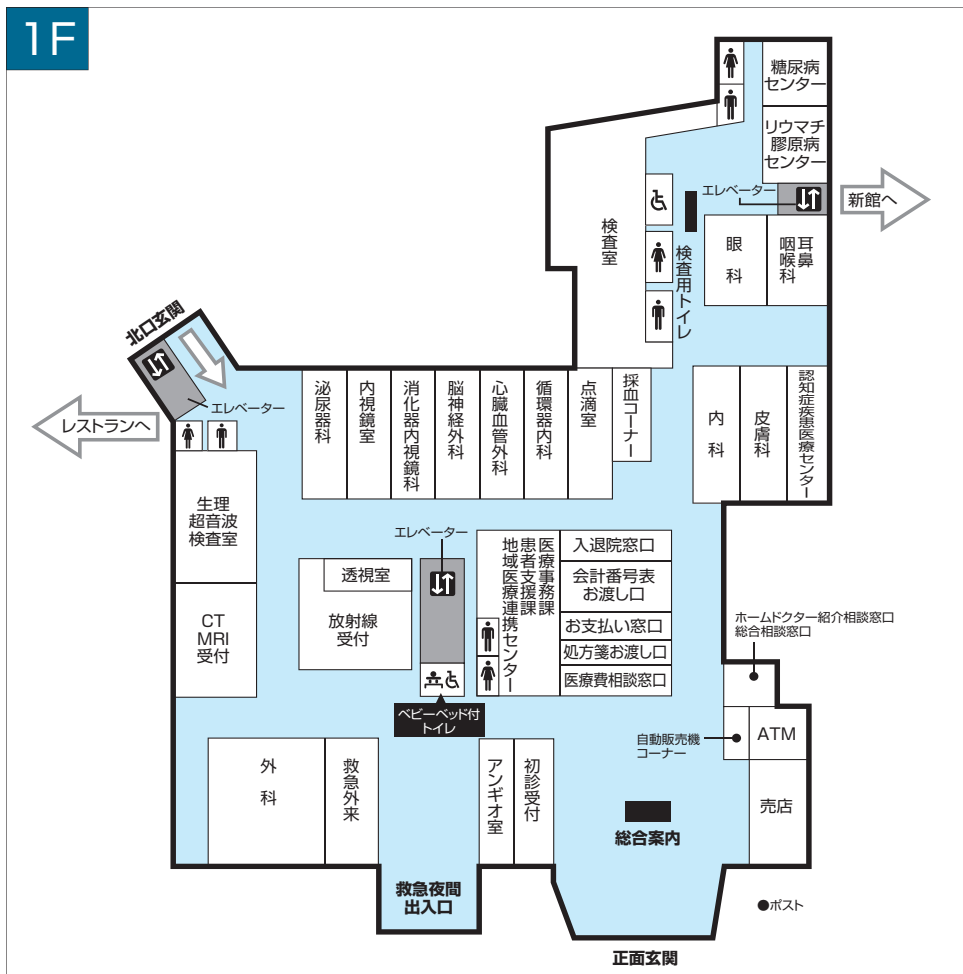 1F
糖尿病
センター
リウマチ
膠原病
センター
エレベーター
新館へ
検査室
検査用トイレ
眼科
耳鼻
咽喉科
北口玄関
エレベーター
レストランへ
泌尿器科
内視鏡室
消化器内視鏡科
脳神経外科
心臓血管外科
循環器内科
点滴室
採血コーナー
内科
皮膚科
認知症疾患医療センター
生理
超音波
検査室
CT
MRI
受付
エレベーター
透視室
放射線
受付
医療事務課
患者支援課
地域医療連携センター
入退院窓口
会計番号表
お渡し口
お支払い窓口
処方箋お渡し口
医療費相談窓口
ベビーベッド付
トイレ
ホームドクター紹介相談窓口
総合相談窓口
自動販売機
コーナー
ATM
売店
外科
救急外来
アンギオ室
初診受付
総合案内
救急夜間
出入口
正面玄関
●ポスト